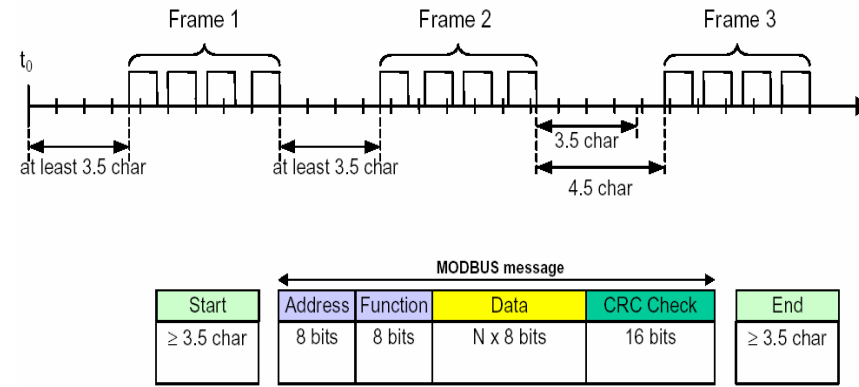 Frame 1 Frame 2 Frame 3
t0
3.5 char
at least 3.5 char at least 3.5 char
4.5 char
MODBUS message
Start Address Function Data CRC Check End
≥ 3.5 char 8 bits 8 bits N x 8 bits 16 bits ≥ 3.5 char